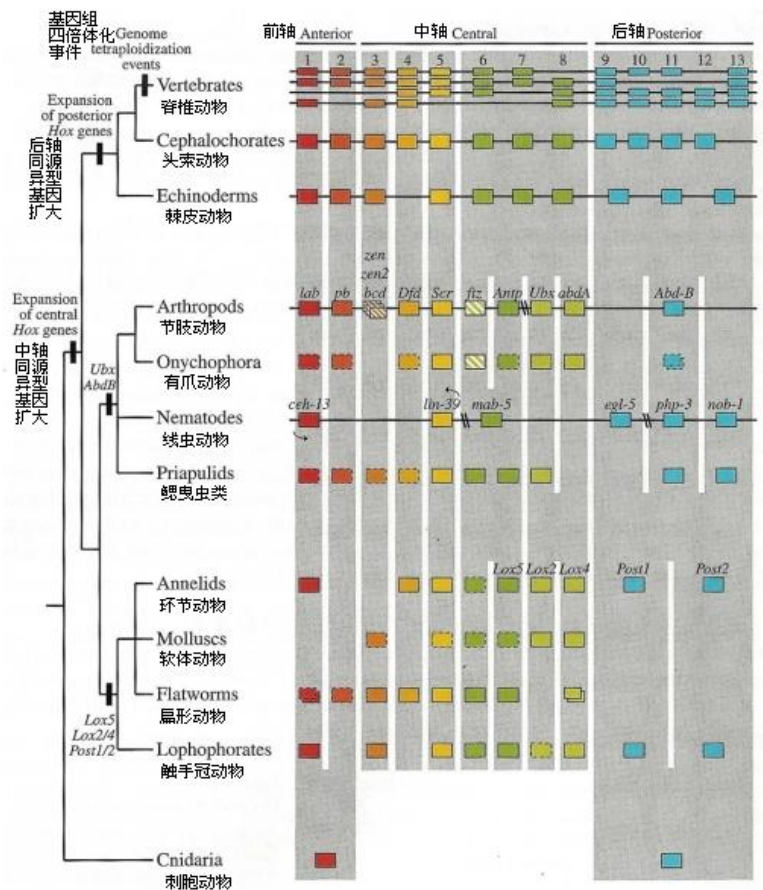 基因组
四倍体化
事件
Genome
tetraploidization
events
前轴 Anterior
中轴 Central
后轴 Posterior
1 2 3 4 5 6 7 8 9 10 11 12 13
Vertebrates
脊椎动物
Expansion
of posterior
Hox genes
后轴
同源
异型
基因
扩大
Cephalochorates
头索动物
Echinoderms
棘皮动物
zen
zen2
lab pb bcd Dfd Scr ftz Antp Ubx abdA Abd-B
Arthropods
节肢动物
Expansion
of central
Hox genes
中轴
同源
异型
基因
扩大
Ubx
AbdB
Onychophora
有爪动物
ceh-13 lin-39 mab-5 egl-5 php-3 nob-1
Nematodes
线虫动物
Priapulids
鳃曳虫类
Lox5 Lox2 Lox4 Post1 Post2
Annelids
环节动物
Molluscs
软体动物
Flatworms
扁形动物
Lox5
Lox2/4
Post1/2
Lophophorates
触手冠动物
Cnidaria
刺胞动物